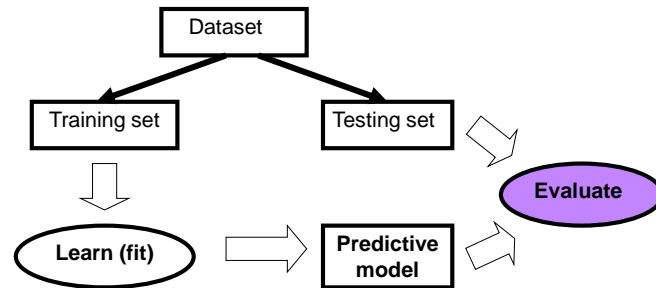 Dataset
Training set
Testing set
Evaluate
Learn (fit)
Predictive
model